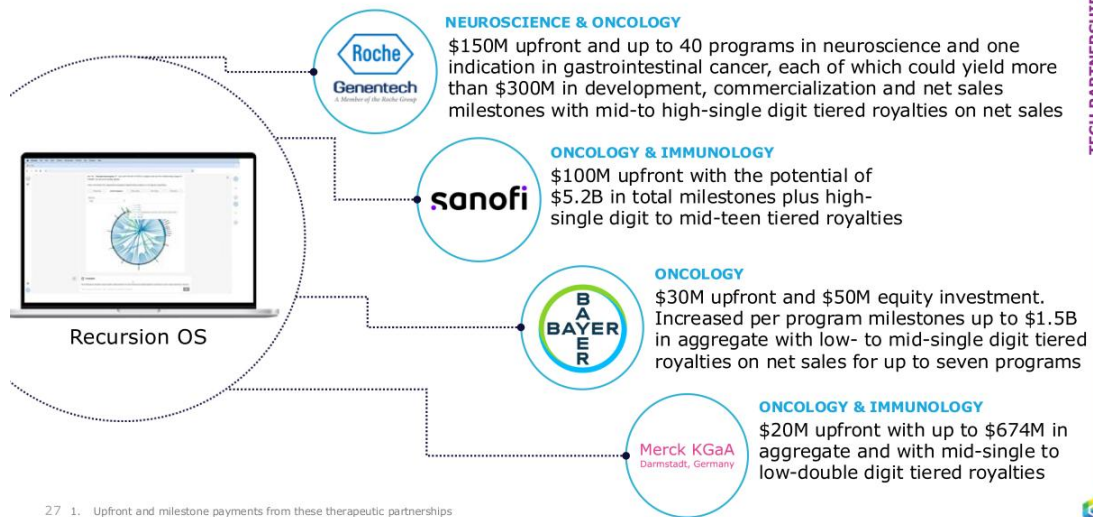 NEUROSCIENCE & ONCOLOGY
Roche
Genentech
A Member of the Roche Group
$150M upfront and up to 40 programs in neuroscience and one
indication in gastrointestinal cancer, each of which could yield more
than $300M in development, commercialization and net sales
milestones with mid-to high-single digit tiered royalties on net sales
ONCOLOGY & IMMUNOLOGY
sanofi
$100M upfront with the potential of
$5.2B in total milestones plus high-
single digit to mid-teen tiered royalties
Recursion OS
ONCOLOGY
BAYER
BAYER
$30M upfront and $50M equity investment.
Increased per program milestones up to $1.5B
in aggregate with low- to mid-single digit tiered
royalties on net sales for up to seven programs
ONCOLOGY & IMMUNOLOGY
Merck KGaA
Darmstadt, Germany
$20M upfront with up to $674M in
aggregate and with mid-single to
low-double digit tiered royalties
27 1. Upfront and milestone payments from these therapeutic partnerships